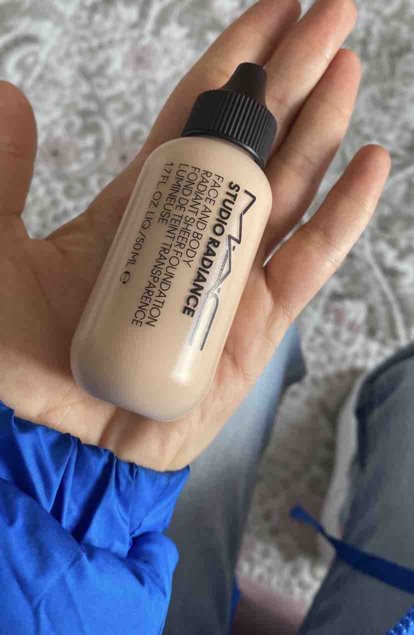 M·A·C
STUDIO RADIANCE
FACE AND BODY
RADIANT SHEER FOUNDATION
FOND DE TEINT TRANSPARENCE
LUMINEUSE
1.7 FL. OZ. LIQ/50 ML ℮